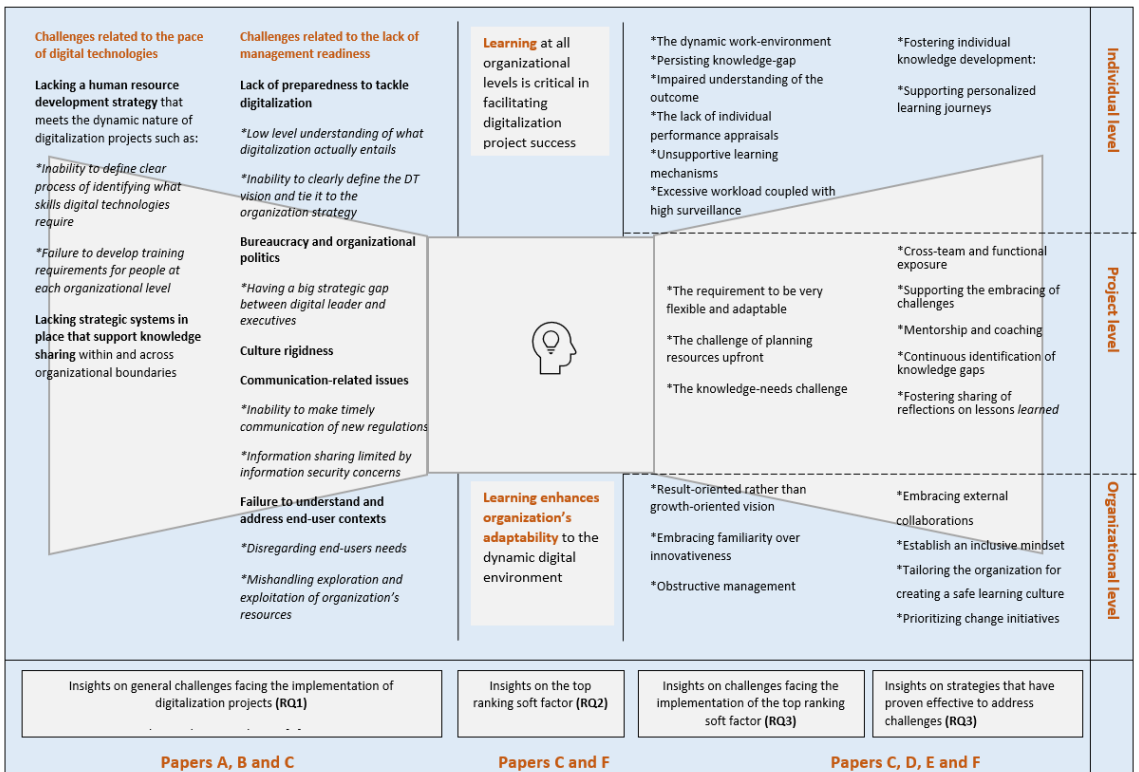 Challenges related to the pace
of digital technologies
Lacking a human resource
development strategy that
meets the dynamic nature of
digitalization projects such as:
*Inability to define clear
process of identifying what
skills digital technologies
require
*Failure to develop training
requirements for people at
each organizational level
Lacking strategic systems in
place that support knowledge
sharing within and across
organizational boundaries
Challenges related to the lack of
management readiness
Lack of preparedness to tackle
digitalization
*Low level understanding of what
digitalization actually entails
*Inability to clearly define the DT
vision and tie it to the
organization strategy
Bureaucracy and organizational
politics
*Having a big strategic gap
between digital leader and
executives
Culture rigidness
Communication-related issues
*Inability to make timely
communication of new regulations
*Information sharing limited by
information security concerns
Failure to understand and
address end-user contexts
*Disregarding end-users needs
*Mishandling exploration and
exploitation of organization's
resources
Learning at all
organizational
levels is critical in
facilitating
digitalization
project success
Learning enhances
organization's
adaptability to the
dynamic digital
environment
*The dynamic work-environment
*Persisting knowledge-gap
*Impaired understanding of the
outcome
*The lack of individual
performance appraisals
*Unsupportive learning
mechanisms
*Excessive workload coupled with
high surveillance
*Fostering individual
knowledge development:
*Supporting personalized
learning journeys
Individual level
*The requirement to be very
flexible and adaptable
*The challenge of planning
resources upfront
*The knowledge-needs challenge
*Cross-team and functional
exposure
*Supporting the embracing of
challenges
*Mentorship and coaching
*Continuous identification of
knowledge gaps
*Fostering sharing of
reflections on lessons learned
Project level
*Result-oriented rather than
growth-oriented vision
*Embracing familiarity over
innovativeness
*Obstructive management
*Embracing external
collaborations
*Establish an inclusive mindset
*Tailoring the organization for
creating a safe learning culture
*Prioritizing change initiatives
Organizational level
Insights on general challenges facing the implementation of
digitalization projects (RQ1)
Insights on the top
ranking soft factor (RQ2)
Insights on challenges facing the
implementation of the top ranking
soft factor (RQ3)
Insights on strategies that have
proven effective to address
challenges (RQ3)
Papers A, B and C
Papers C and F
Papers C, D, E and F